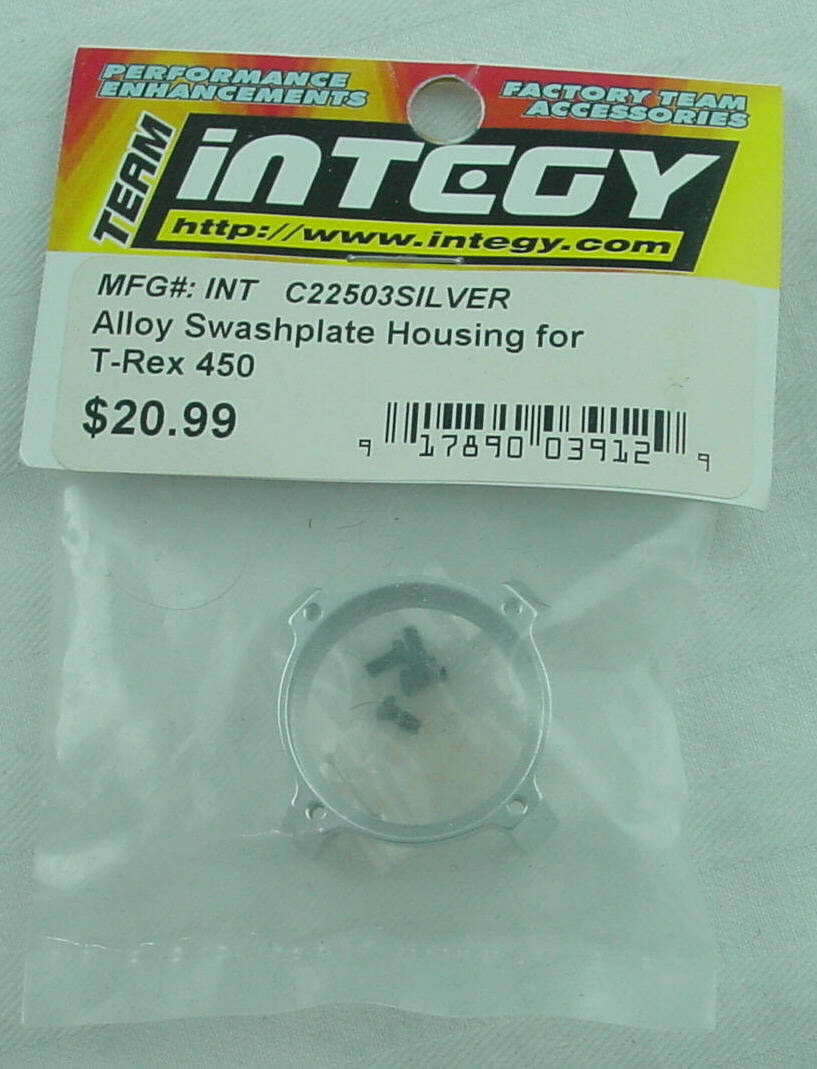 PERFORMANCE
ENHANCEMENTS
FACTORY TEAM
ACCESSORIES
TEAM
iNTEGY
http://www.integy.com
MFG#: INT C22503SILVER
Alloy Swashplate Housing for
T-Rex 450
$20.99
9 17890 03912 9